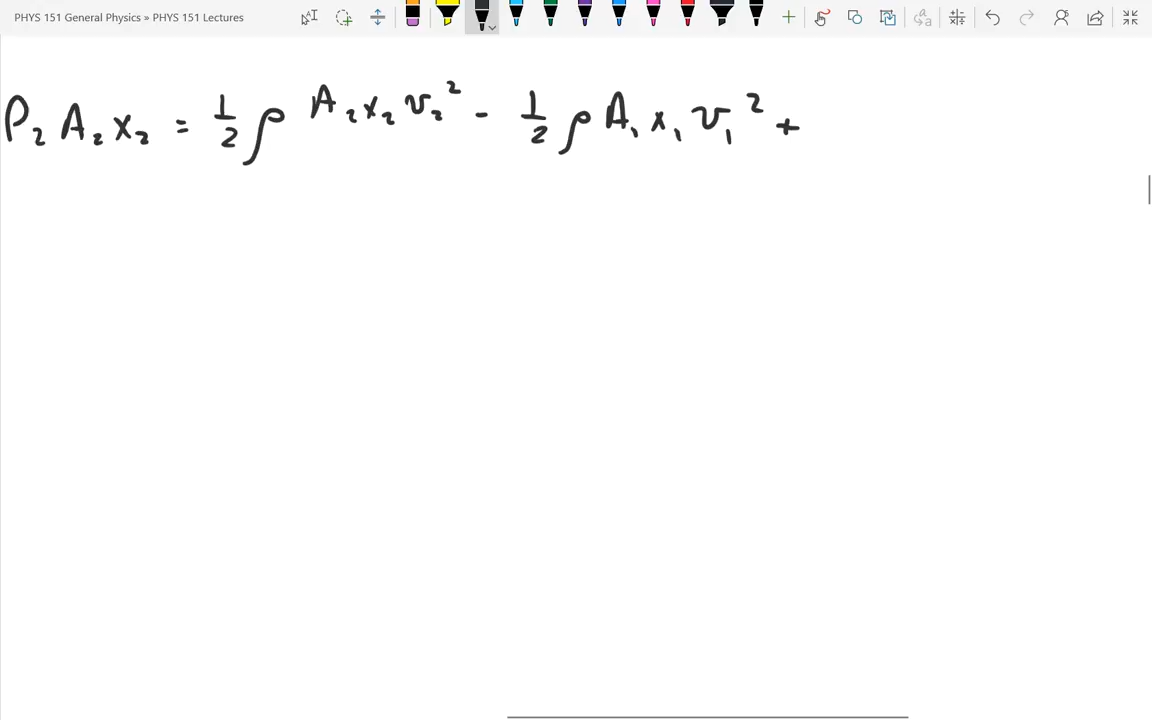 PHYS 151 General Physics » PHYS 151 Lectures
P₂ A₂ x₂ = ½ ρ A₂ x₂ v₂² - ½ ρ A₁ x₁ v₁² +